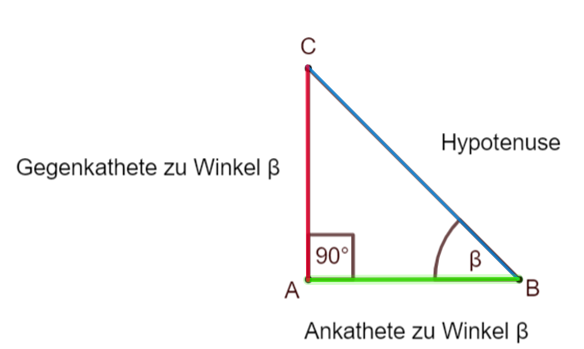 C
Hypotenuse
Gegenkathete zu Winkel β
90°
β
A
B
Ankathete zu Winkel β